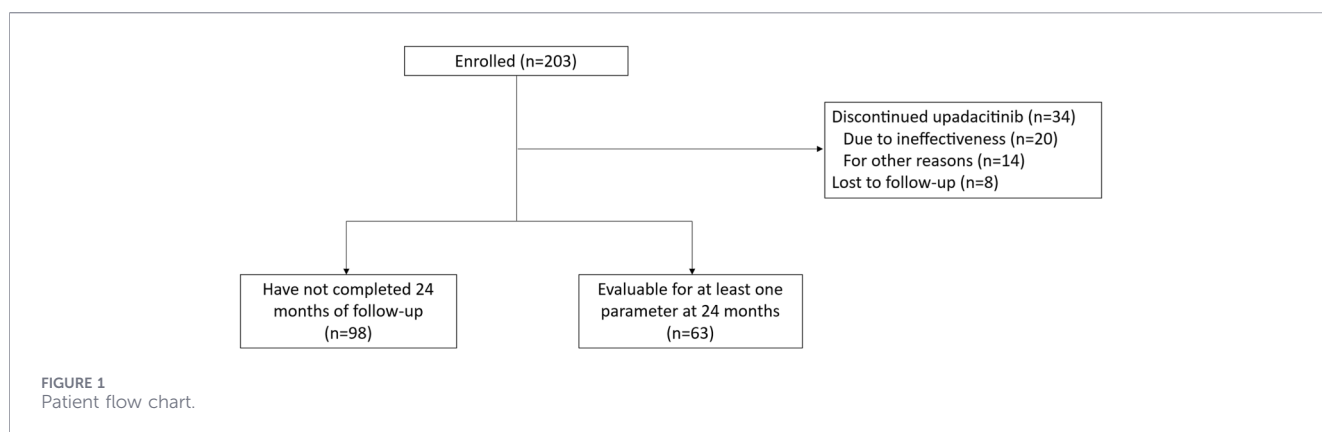 Enrolled (n=203)
Discontinued upadacitinib (n=34)
Due to ineffectiveness (n=20)
For other reasons (n=14)
Lost to follow-up (n=8)
Have not completed 24
months of follow-up
(n=98)
Evaluable for at least one
parameter at 24 months
(n=63)
FIGURE 1
Patient flow chart.